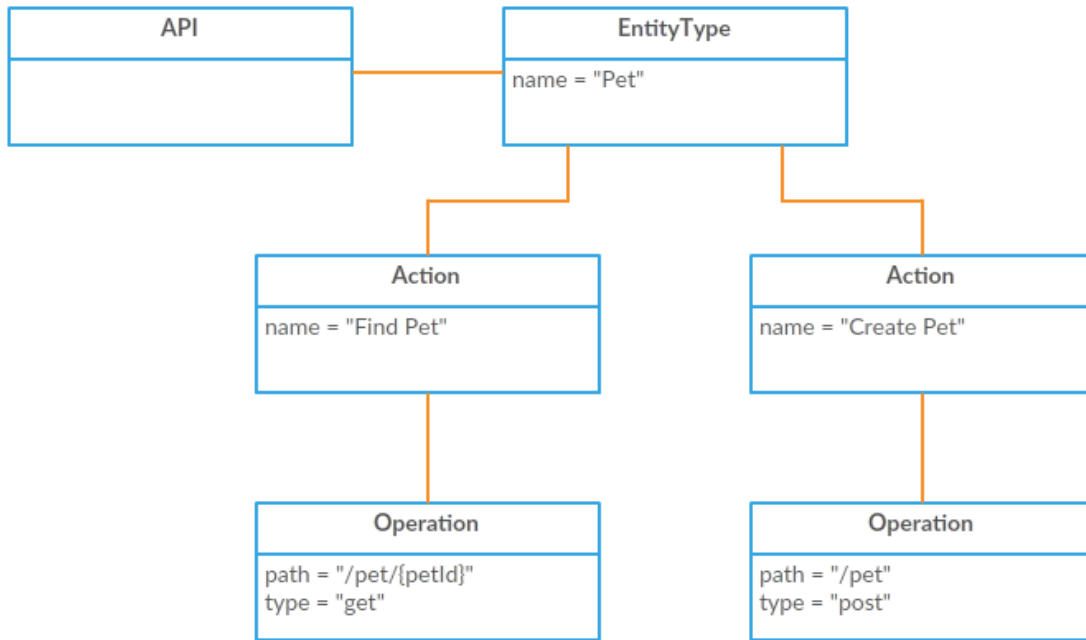 API
EntityType
name = "Pet"
Action
name = "Find Pet"
Action
name = "Create Pet"
Operation
path = "/pet/{petId}"
type = "get"
Operation
path = "/pet"
type = "post"